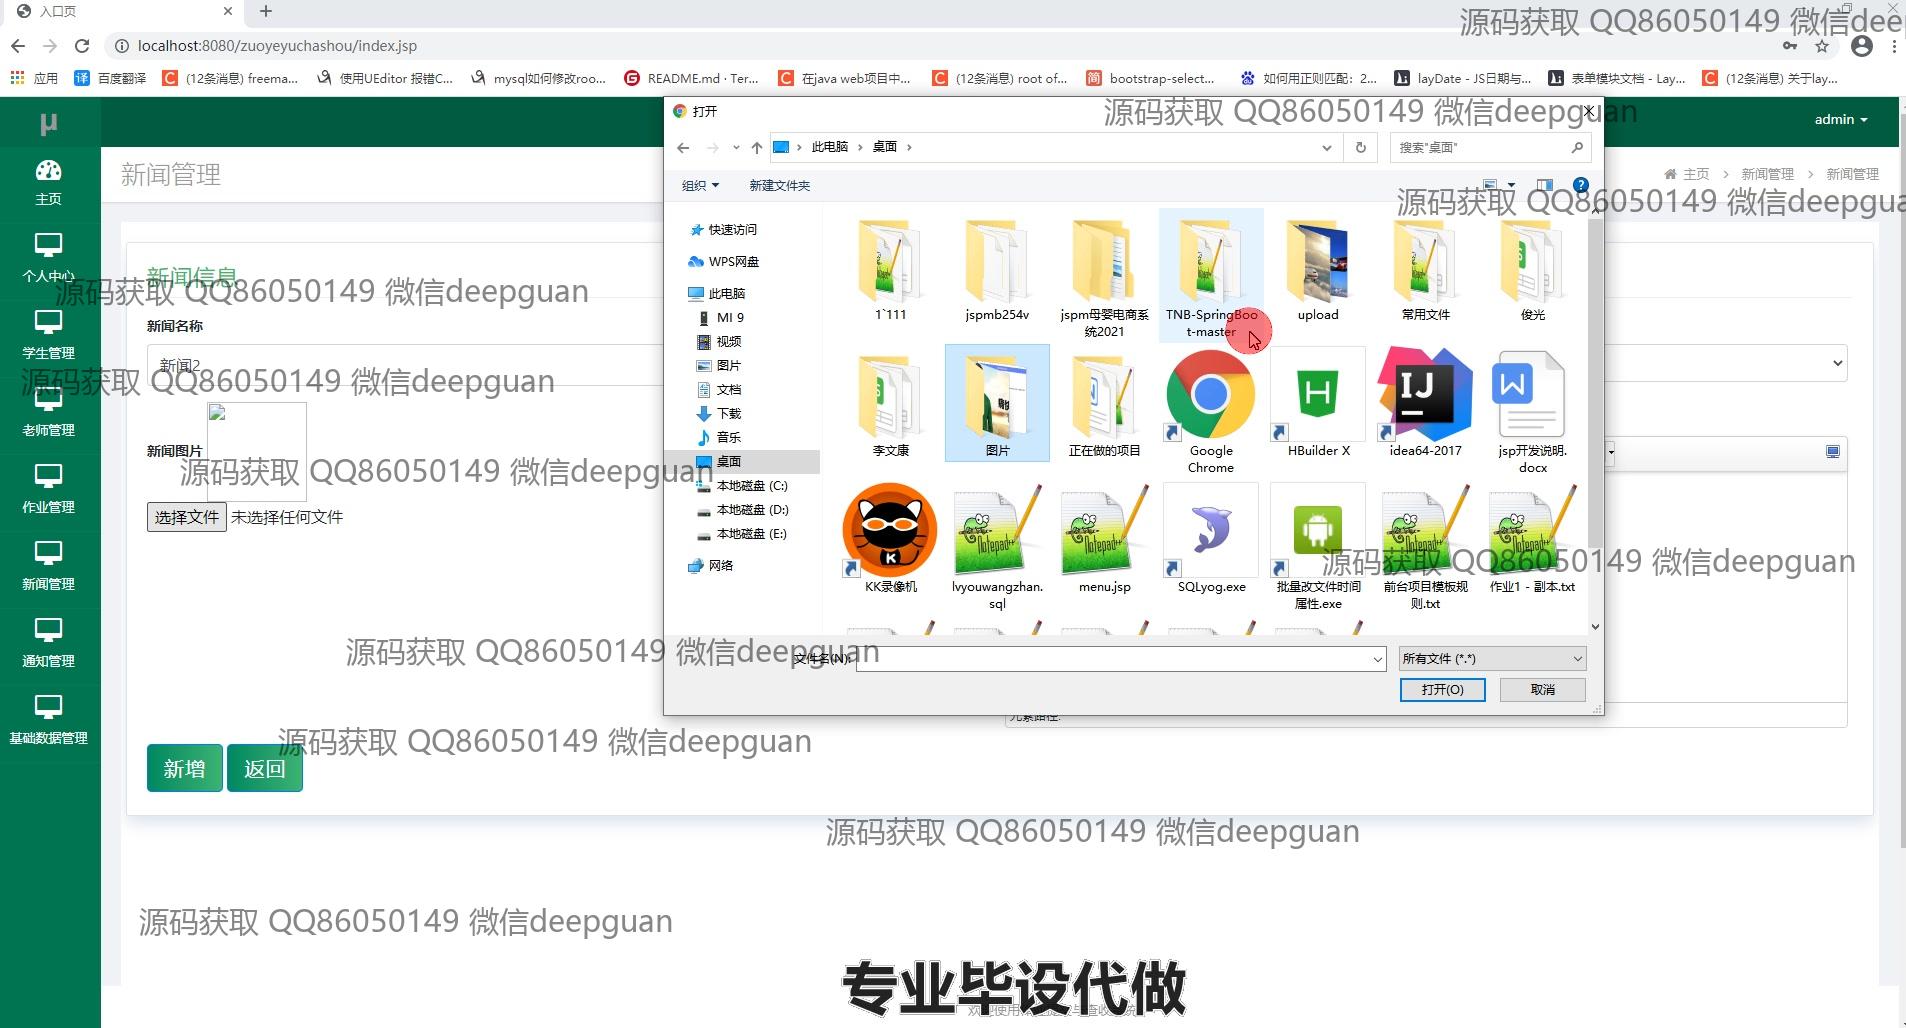 入口页
localhost:8080/zuoyeyuchashou/index.jsp
应用 百度翻译 (12条消息) freema... 使用UEditor 报错C... mysql如何修改roo... README.md · Ter... 在java web项目中... (12条消息) root of... bootstrap-select... 如何用正则匹配：2... layDate - JS日期与... 表单模块文档 - Lay... (12条消息) 关于lay...
源码获取 QQ86050149 微信dee
μ
admin
主页
个人中心
学生管理
老师管理
作业管理
新闻管理
通知管理
基础数据管理
新闻管理
主页 > 新闻管理 > 新闻管理
新闻信息
新闻名称
新闻2
新闻图片
选择文件 未选择任何文件
新增 返回
打开
此电脑 > 桌面 >
搜索"桌面"
组织 新建文件夹
快速访问
WPS网盘
此电脑
MI 9
视频
图片
文档
下载
音乐
桌面
本地磁盘 (C:)
本地磁盘 (D:)
本地磁盘 (E:)
网络
1`111
jspmb254v
jspm母婴电商系统2021
TNB-SpringBoot-master
upload
常用文件
俊光
李文康
图片
正在做的项目
Google Chrome
HBuilder X
idea64-2017
jsp开发说明.docx
KK录像机
lvyouwangzhan.sql
menu.jsp
SQLyog.exe
批量改文件时间属性.exe
前台项目模板规则.txt
作业1 - 副本.txt
文件名(N):
所有文件 (*.*)
打开(O) 取消
元素路径:
源码获取 QQ86050149 微信deepguan
源码获取 QQ86050149 微信deepgua
源码获取 QQ86050149 微信deepguan
源码获取 QQ86050149 微信deepguan
源码获取 QQ86050149 微信deepguan
源码获取 QQ86050149 微信deepguan
源码获取 QQ86050149 微信deepguan
源码获取 QQ86050149 微信deepguan
源码获取 QQ86050149 微信deepguan
源码获取 QQ86050149 微信deepguan
专业毕设代做